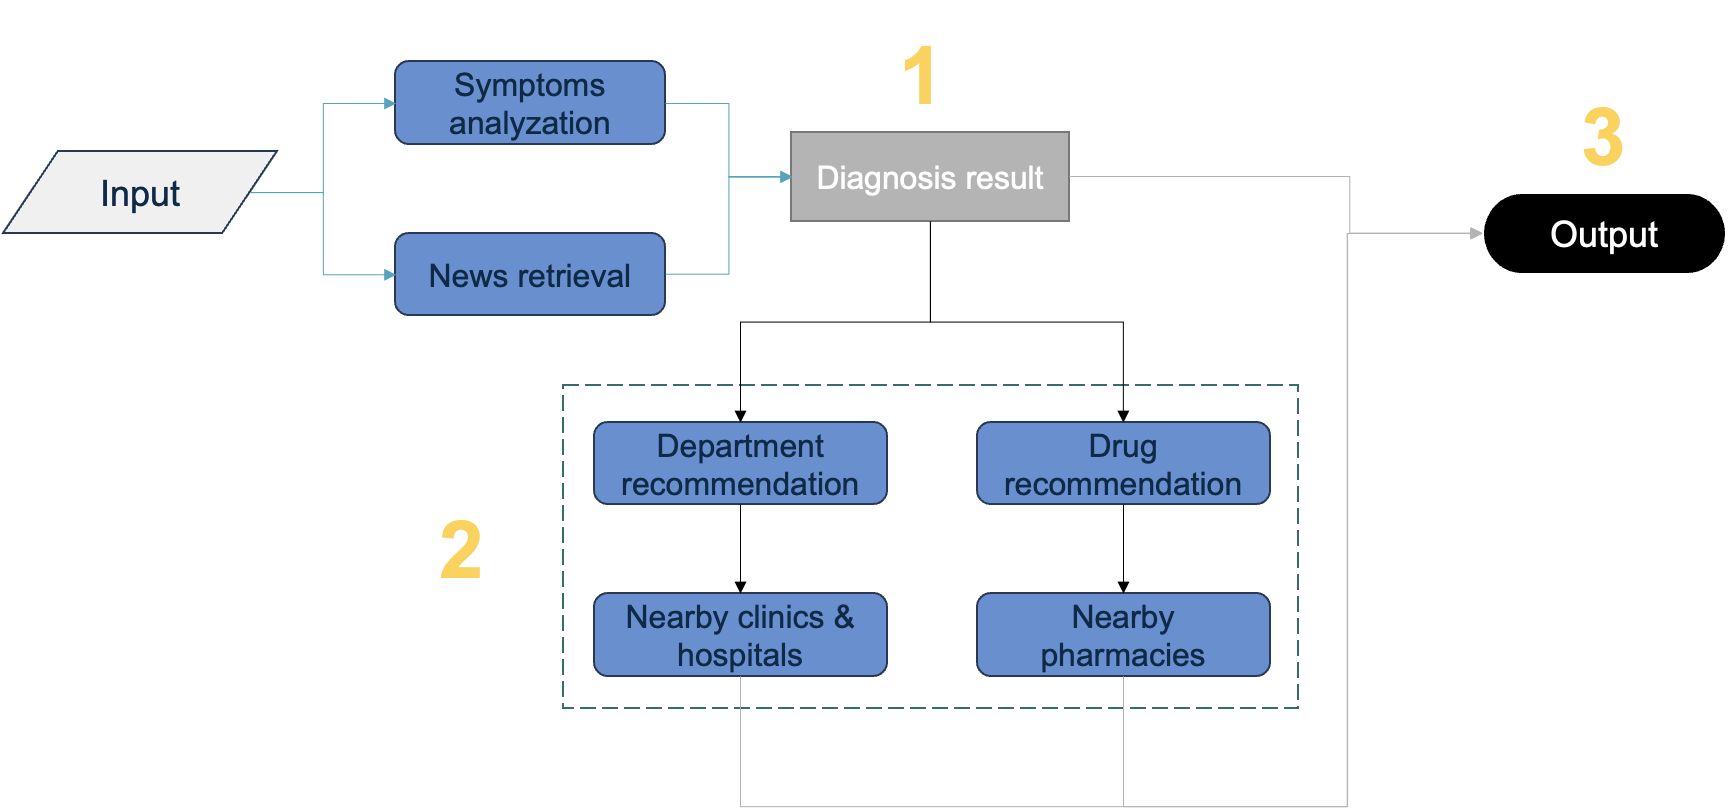 1
Symptoms
analyzation
3
Input
Diagnosis result
Output
News retrieval
2
Department
recommendation
Drug
recommendation
Nearby clinics &
hospitals
Nearby
pharmacies